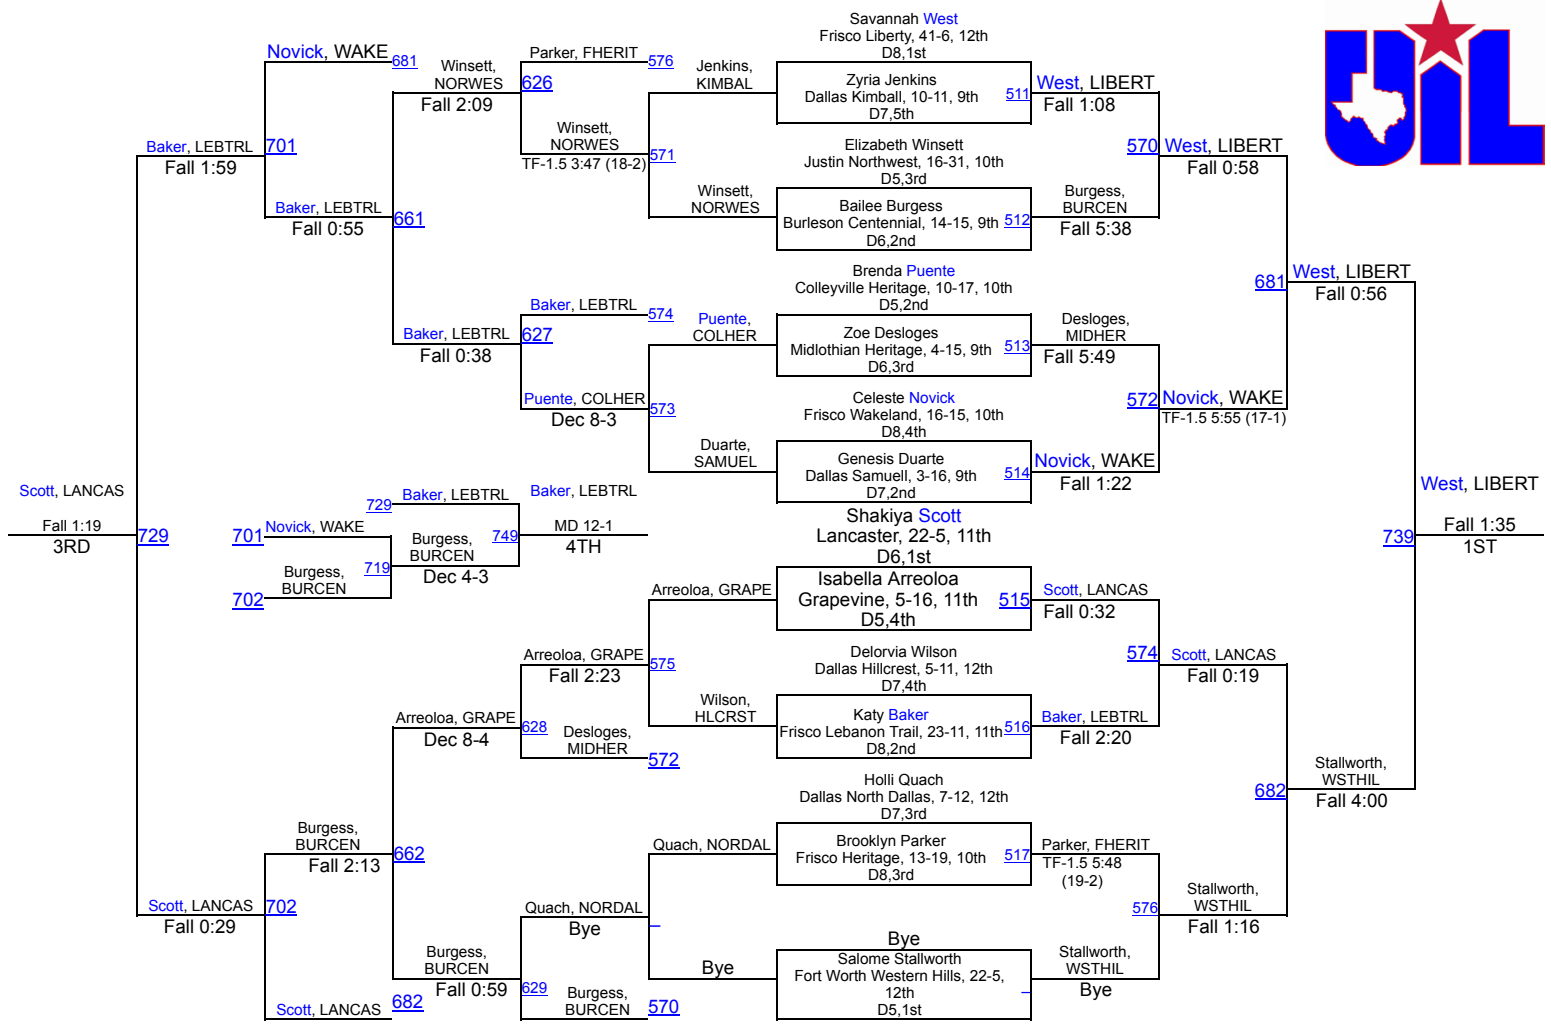 Savannah West
Frisco Liberty, 41-6, 12th
D8,1st
UIL
Novick, WAKE
681
Winsett,
NORWES
Fall 2:09
Parker, FHERIT
576
626
Jenkins,
KIMBAL
Zyria Jenkins
Dallas Kimball, 10-11, 9th
D7,5th
511
West, LIBERT
Fall 1:08
Baker, LEBTRL
Fall 1:59
701
Winsett,
NORWES
TF-1.5 3:47 (18-2)
571
Elizabeth Winsett
Justin Northwest, 16-31, 10th
D5,3rd
570
West, LIBERT
Fall 0:58
Baker, LEBTRL
Fall 0:55
661
Winsett,
NORWES
Bailee Burgess
Burleson Centennial, 14-15, 9th
D6,2nd
512
Burgess,
BURCEN
Fall 5:38
Brenda Puente
Colleyville Heritage, 10-17, 10th
D5,2nd
681
West, LIBERT
Fall 0:56
Baker, LEBTRL
Fall 0:38
Baker, LEBTRL
574
627
Puente,
COLHER
Zoe Desloges
Midlothian Heritage, 4-15, 9th
D6,3rd
513
Desloges,
MIDHER
Fall 5:49
Puente, COLHER
Dec 8-3
573
Celeste Novick
Frisco Wakeland, 16-15, 10th
D8,4th
572
Novick, WAKE
TF-1.5 5:55 (17-1)
Duarte,
SAMUEL
Genesis Duarte
Dallas Samuell, 3-16, 9th
D7,2nd
514
Novick, WAKE
Fall 1:22
Scott, LANCAS
Fall 1:19
3RD
729
729
Baker, LEBTRL
Baker, LEBTRL
MD 12-1
4TH
749
701
Novick, WAKE
Burgess,
BURCEN
Dec 4-3
719
702
Burgess,
BURCEN
Shakiya Scott
Lancaster, 22-5, 11th
D6,1st
West, LIBERT
Fall 1:35
1ST
739
Arreoloa, GRAPE
Isabella Arreoloa
Grapevine, 5-16, 11th
D5,4th
515
Scott, LANCAS
Fall 0:32
Arreoloa, GRAPE
Fall 2:23
575
Delorvia Wilson
Dallas Hillcrest, 5-11, 12th
D7,4th
574
Scott, LANCAS
Fall 0:19
Arreoloa, GRAPE
Dec 8-4
628
Desloges,
MIDHER
572
Wilson,
HLCRST
Katy Baker
Frisco Lebanon Trail, 23-11, 11th
D8,2nd
516
Baker, LEBTRL
Fall 2:20
Holli Quach
Dallas North Dallas, 7-12, 12th
D7,3rd
682
Stallworth,
WSTHIL
Fall 4:00
Burgess,
BURCEN
Fall 2:13
662
Quach, NORDAL
Brooklyn Parker
Frisco Heritage, 13-19, 10th
D8,3rd
517
Parker, FHERIT
TF-1.5 5:48
(19-2)
Scott, LANCAS
Fall 0:29
702
Quach, NORDAL
Bye
Bye
576
Stallworth,
WSTHIL
Fall 1:16
Burgess,
BURCEN
Fall 0:59
629
Bye
Salome Stallworth
Fort Worth Western Hills, 22-5,
12th
D5,1st
Stallworth,
WSTHIL
Bye
Scott, LANCAS
682
Burgess,
BURCEN
570